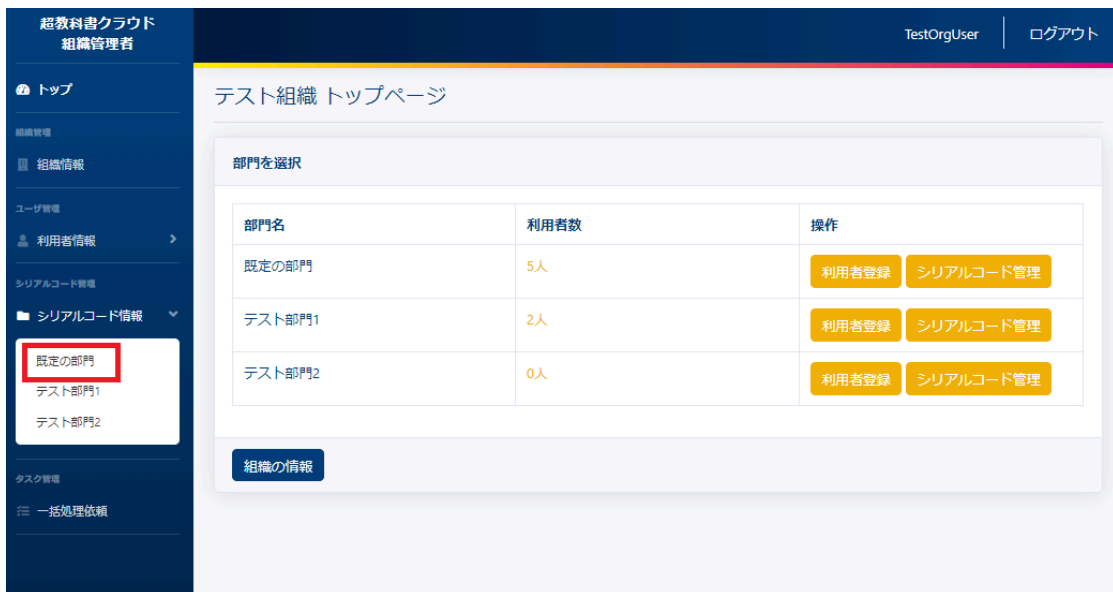 超教科書クラウド
組織管理者
TestOrgUser
ログアウト
トップ
テスト組織 トップページ
組織管理
組織情報
ユーザ管理
利用者情報
シリアルコード管理
シリアルコード情報
既定の部門
テスト部門1
テスト部門2
タスク管理
一括処理依頼
部門を選択
部門名 利用者数 操作
既定の部門 5人 利用者登録 シリアルコード管理
テスト部門1 2人 利用者登録 シリアルコード管理
テスト部門2 0人 利用者登録 シリアルコード管理
組織の情報